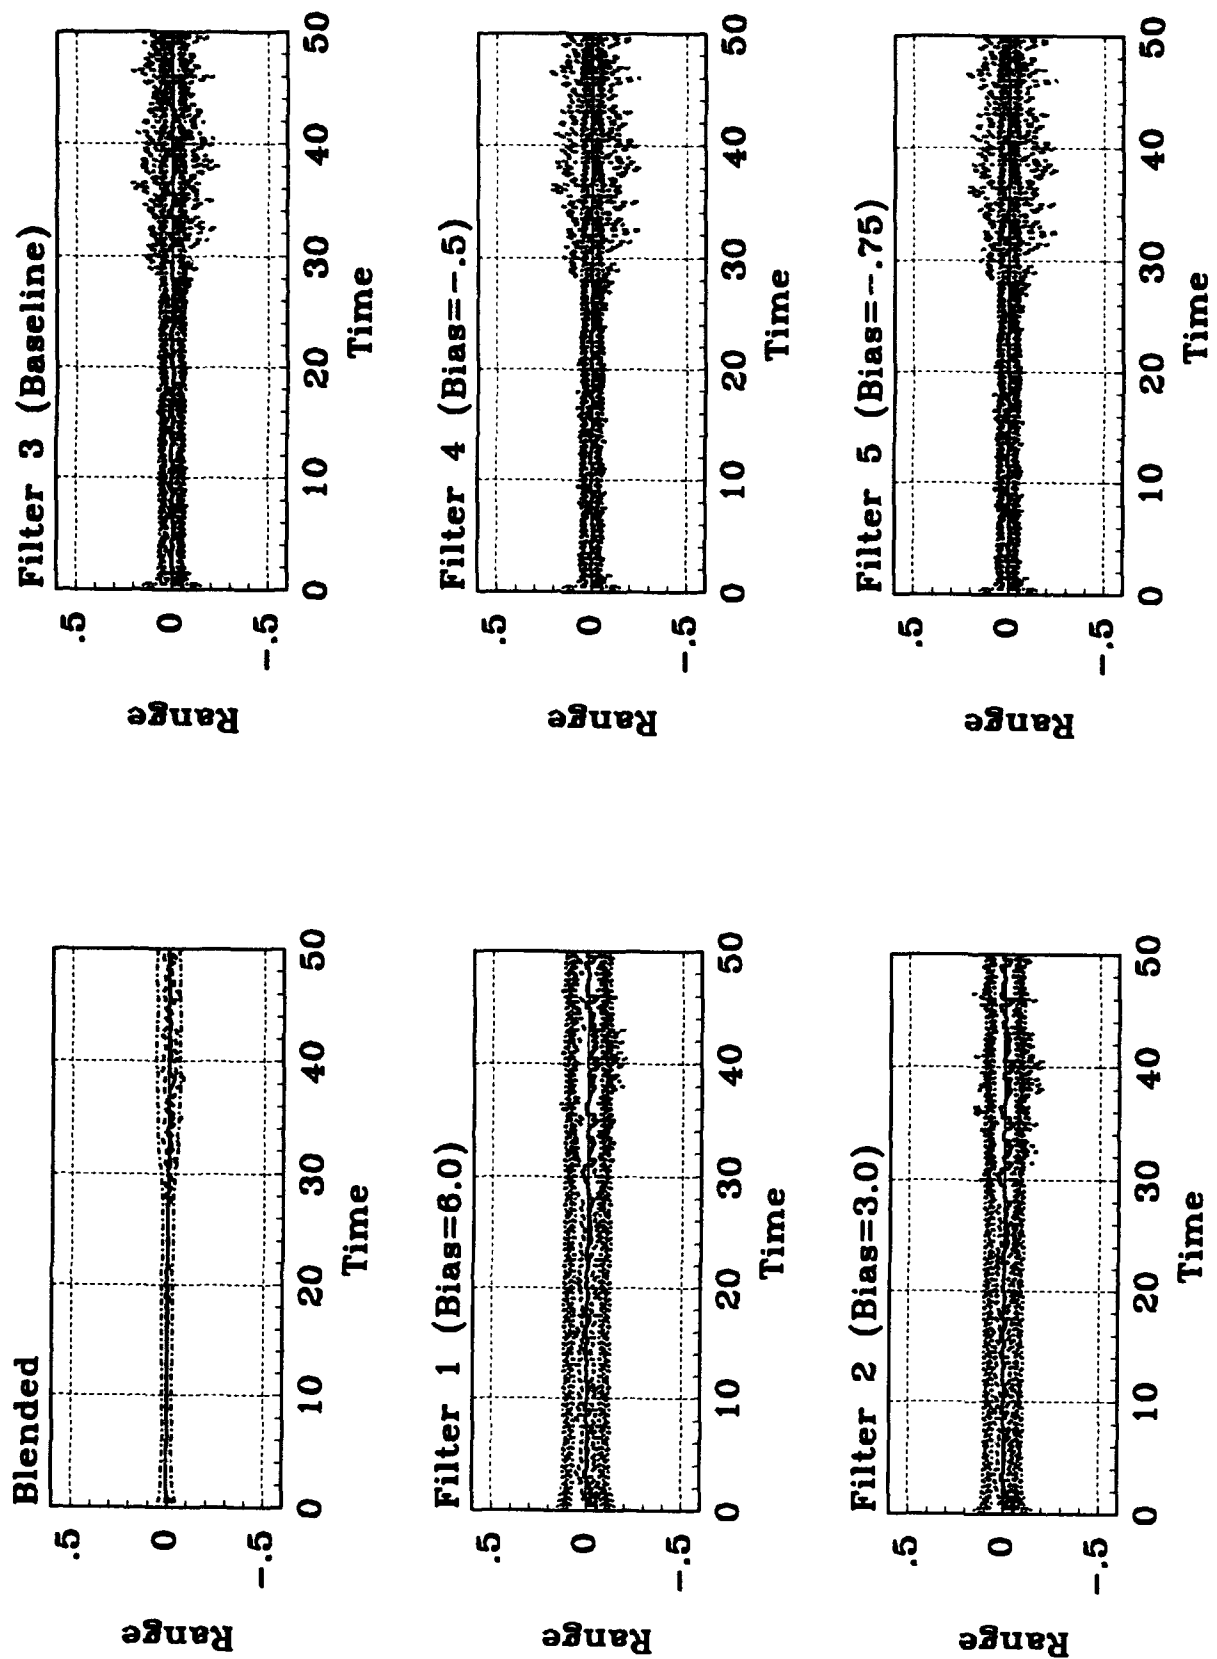 Blended
.5
0
-.5
Range
0 10 20 30 40 50
Time
Filter 3 (Baseline)
.5
0
-.5
Range
0 10 20 30 40 50
Time
Filter 1 (Bias=6.0)
.5
0
-.5
Range
0 10 20 30 40 50
Time
Filter 4 (Bias=-.5)
.5
0
-.5
Range
0 10 20 30 40 50
Time
Filter 2 (Bias=3.0)
.5
0
-.5
Range
0 10 20 30 40 50
Time
Filter 5 (Bias=-.75)
.5
0
-.5
Range
0 10 20 30 40 50
Time